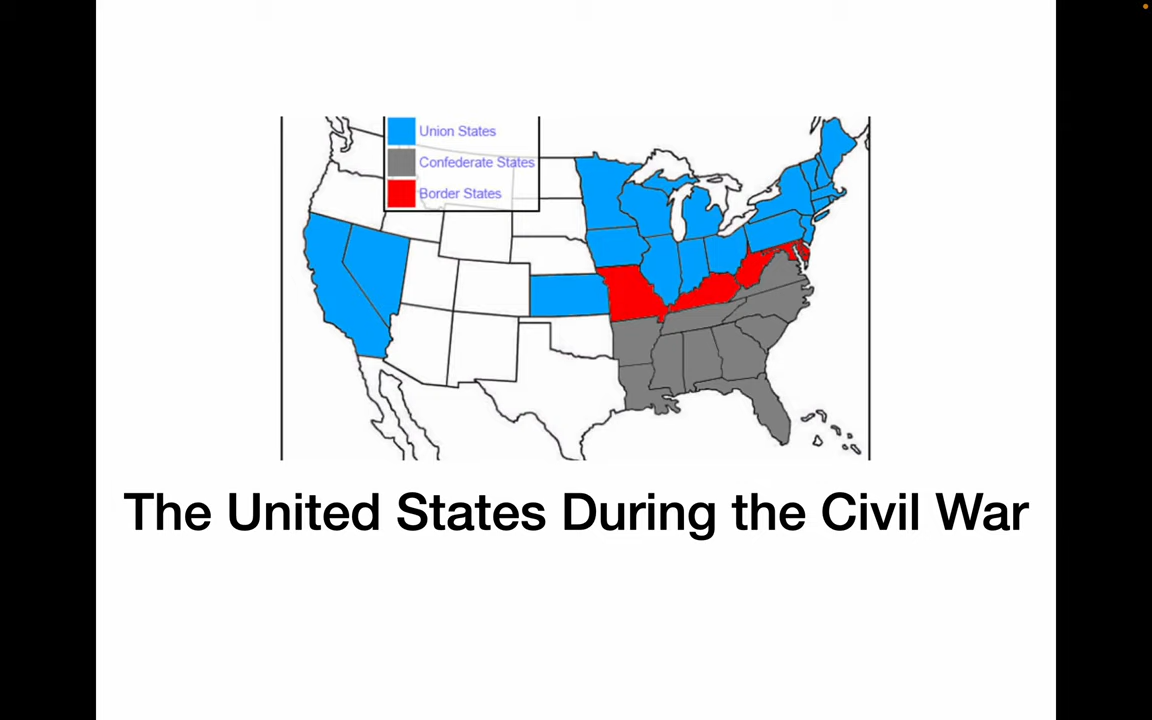 Union States
Confederate States
Border States
The United States During the Civil War